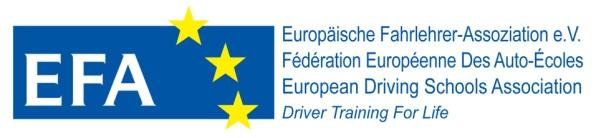 EFA
Europäische Fahrlehrer-Assoziation e.V.
Fédération Européenne Des Auto-Écoles
European Driving Schools Association
Driver Training For Life